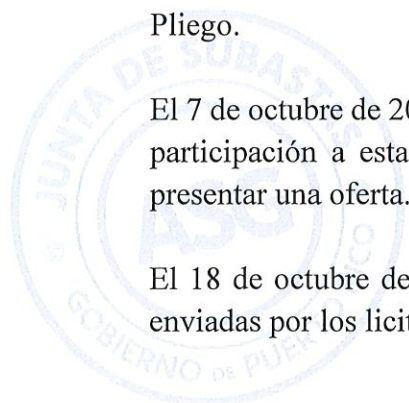 Pliego.
El 7 de octubre de 20
participación a esta
presentar una oferta.
El 18 de octubre de
enviadas por los licit
JUNTA DE SUBASTAS
ASG
GOBIERNO DE PUERTO RICO